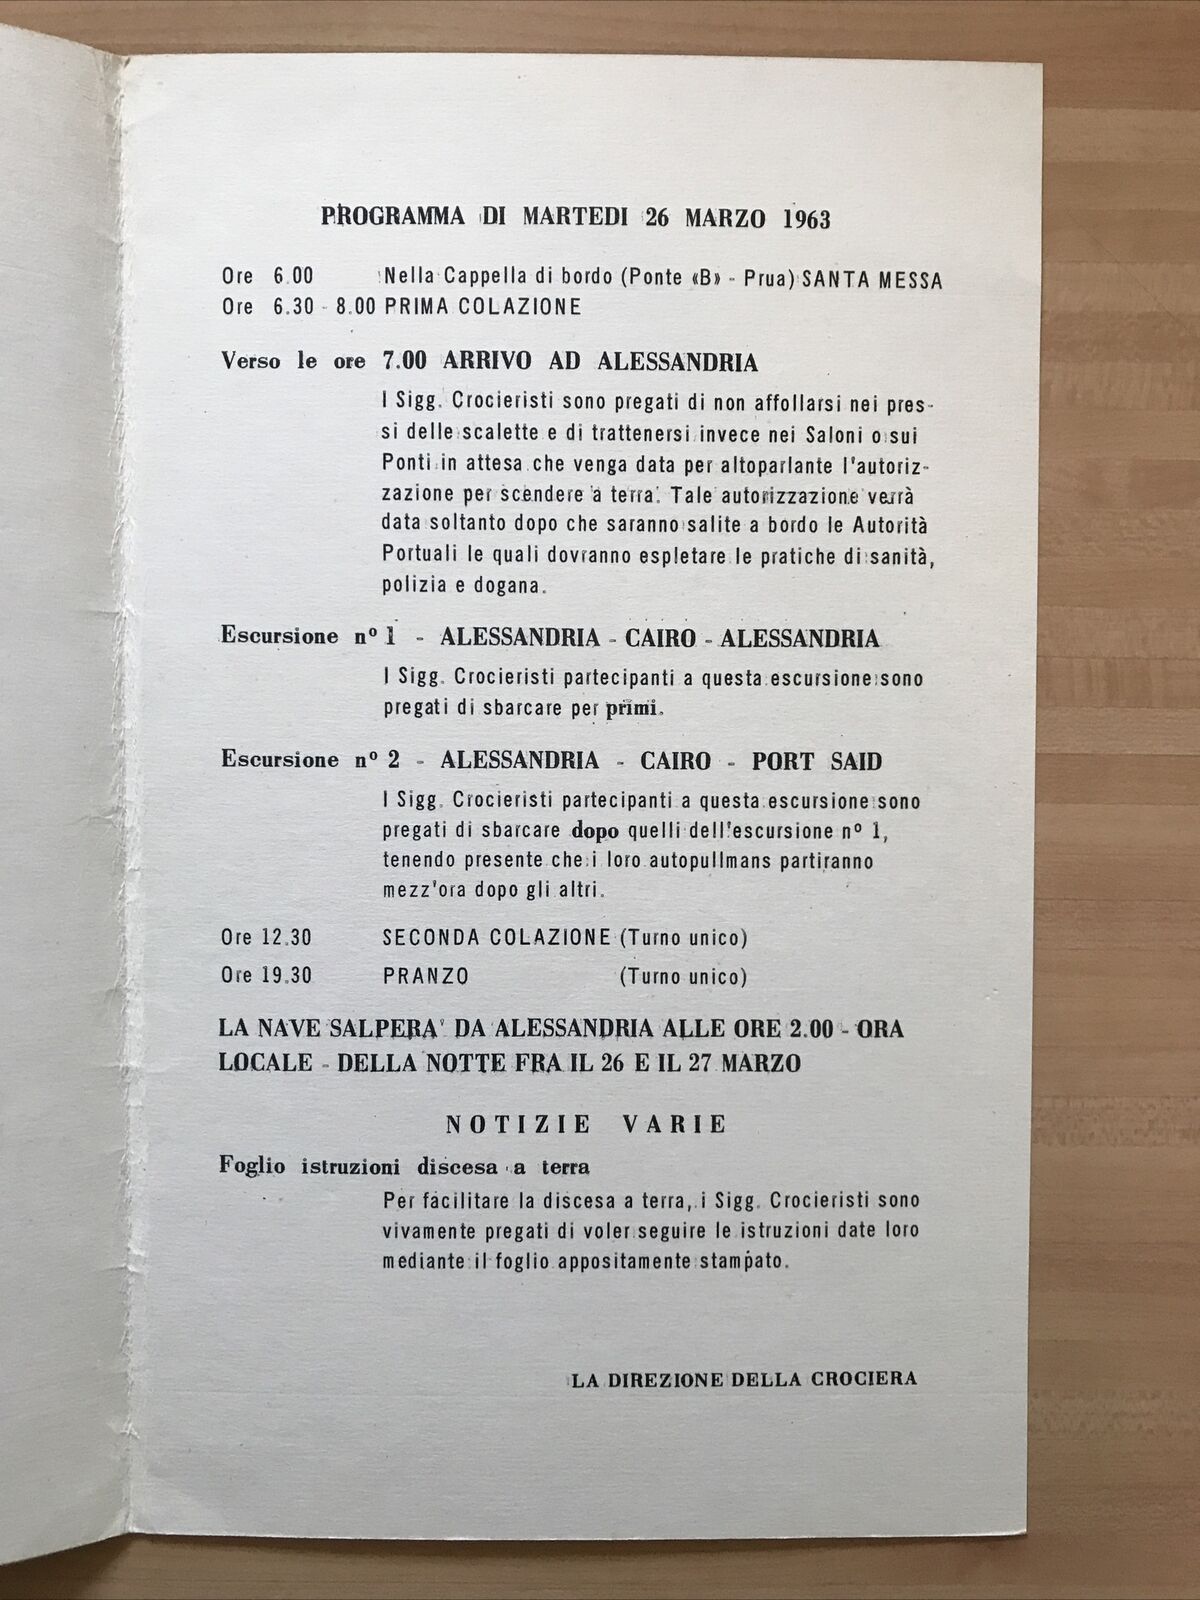 PROGRAMMA DI MARTEDI 26 MARZO 1963
Ore 6.00 Nella Cappella di bordo (Ponte «B» - Prua) SANTA MESSA
Ore 6.30 - 8.00 PRIMA COLAZIONE
Verso le ore 7.00 ARRIVO AD ALESSANDRIA
I Sigg. Crocieristi sono pregati di non affollarsi nei pres-
si delle scalette e di trattenersi invece nei Saloni o sui
Ponti in attesa che venga data per altoparlante l'autoriz-
zazione per scendere a terra. Tale autorizzazione verrà
data soltanto dopo che saranno salite a bordo le Autorità
Portuali le quali dovranno espletare le pratiche di sanità,
polizia e dogana.
Escursione nº 1 - ALESSANDRIA - CAIRO - ALESSANDRIA
I Sigg. Crocieristi partecipanti a questa escursione sono
pregati di sbarcare per primi.
Escursione nº 2 - ALESSANDRIA - CAIRO - PORT SAID
I Sigg. Crocieristi partecipanti a questa escursione sono
pregati di sbarcare dopo quelli dell'escursione nº 1,
tenendo presente che i loro autopullmans partiranno
mezz'ora dopo gli altri.
Ore 12.30 SECONDA COLAZIONE (Turno unico)
Ore 19.30 PRANZO (Turno unico)
LA NAVE SALPERA' DA ALESSANDRIA ALLE ORE 2.00 - ORA
LOCALE - DELLA NOTTE FRA IL 26 E IL 27 MARZO
NOTIZIE VARIE
Foglio istruzioni discesa a terra
Per facilitare la discesa a terra, i Sigg. Crocieristi sono
vivamente pregati di voler seguire le istruzioni date loro
mediante il foglio appositamente stampato.
LA DIREZIONE DELLA CROCIERA